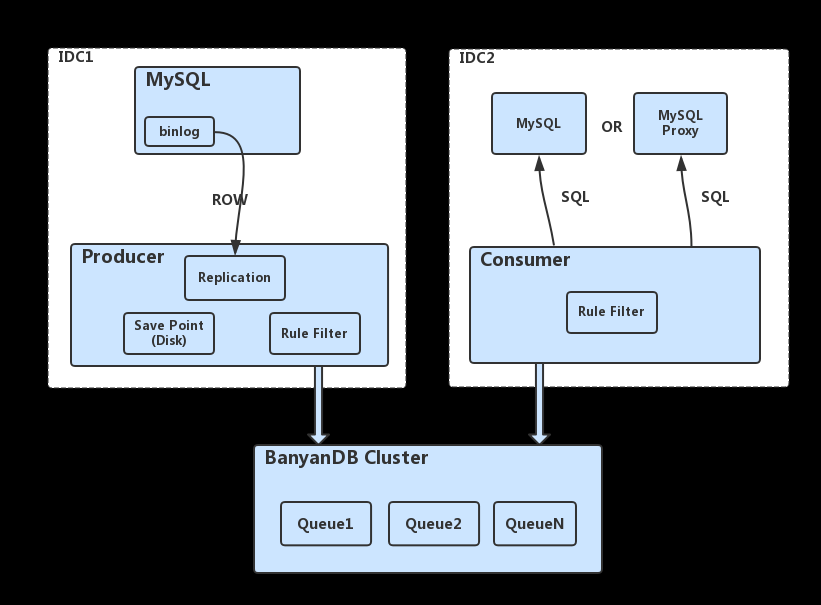 IDC1
MySQL
binlog
ROW
Producer
Replication
Save Point
(Disk)
Rule Filter
IDC2
MySQL
OR
MySQL
Proxy
SQL
SQL
Consumer
Rule Filter
BanyanDB Cluster
Queue1
Queue2
QueueN